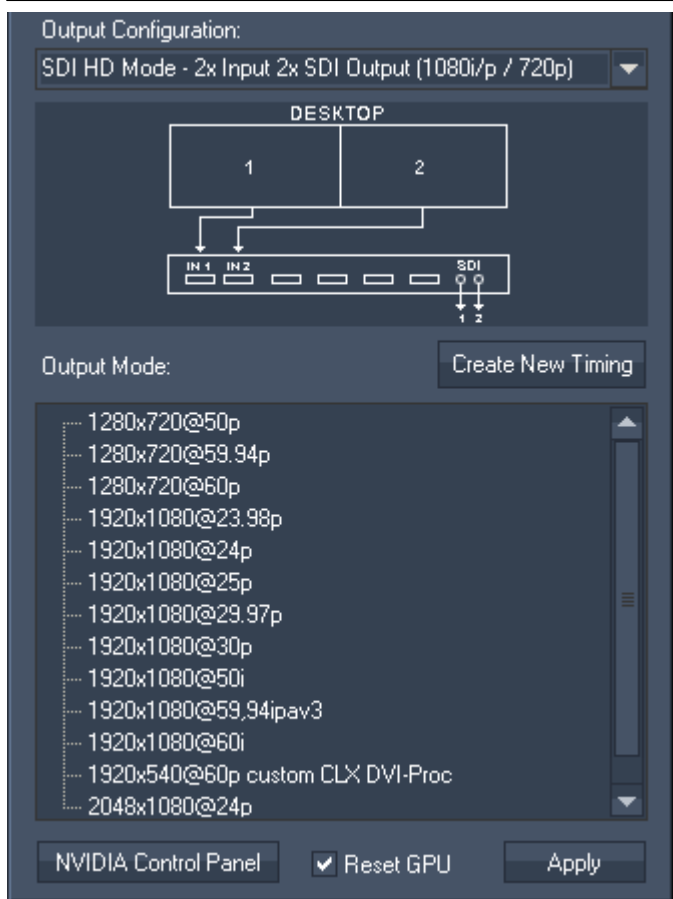 Output Configuration:
SDI HD Mode - 2x Input 2x SDI Output (1080i/p / 720p)
DESKTOP
1 2
IN 1 IN 2 SDI
1 2
Output Mode:
Create New Timing
1280x720@50p
1280x720@59.94p
1280x720@60p
1920x1080@23.98p
1920x1080@24p
1920x1080@25p
1920x1080@29.97p
1920x1080@30p
1920x1080@50i
1920x1080@59,94ipav3
1920x1080@60i
1920x540@60p custom CLX DVI-Proc
2048x1080@24p
NVIDIA Control Panel Reset GPU Apply